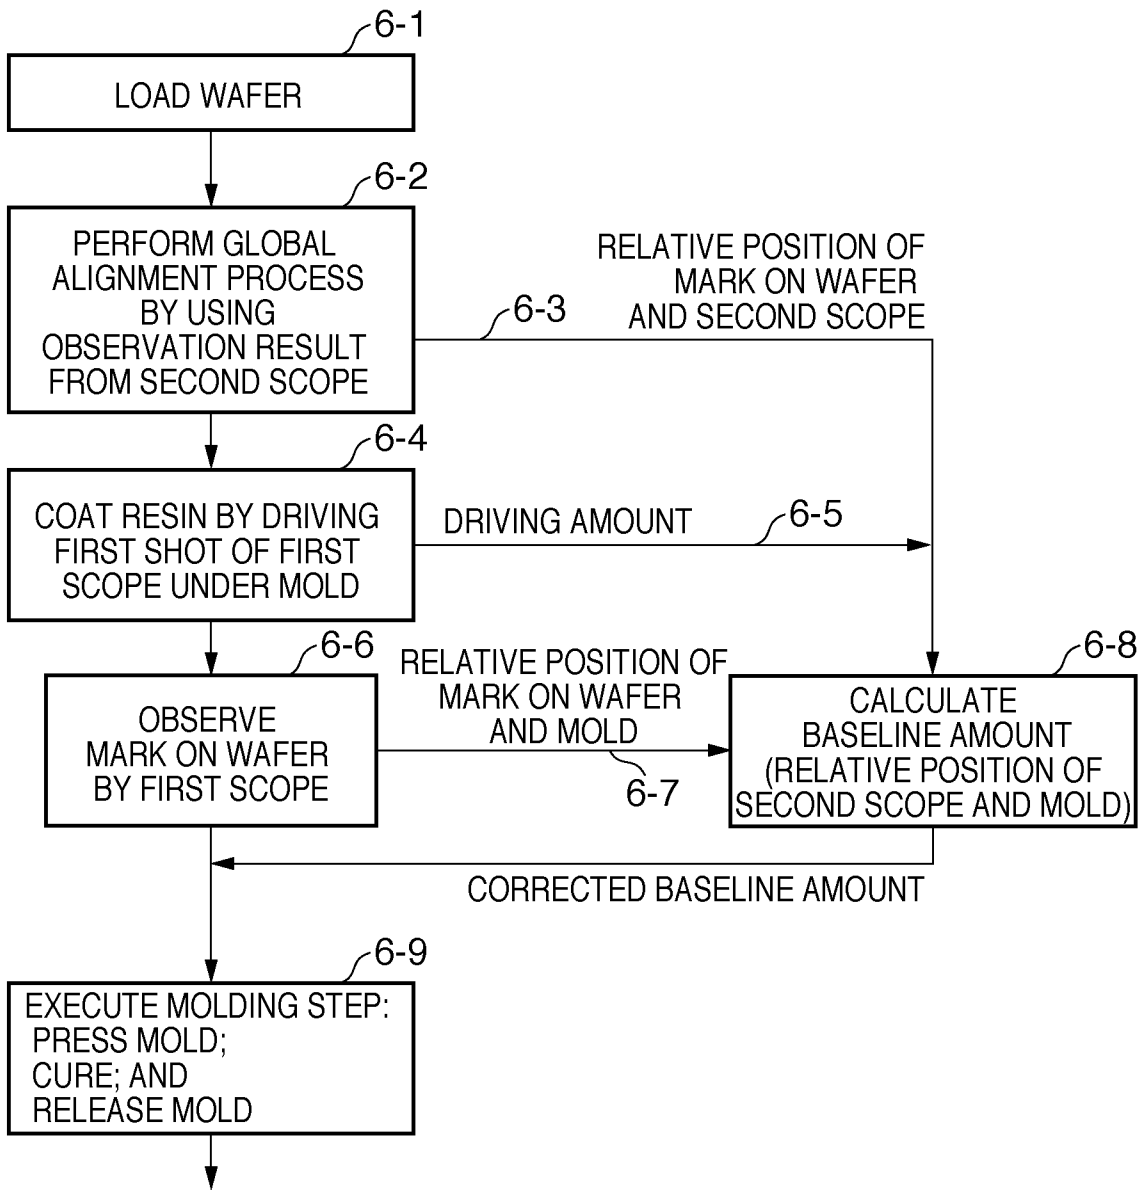 6-1
LOAD WAFER
6-2
PERFORM GLOBAL
ALIGNMENT PROCESS
BY USING
OBSERVATION RESULT
FROM SECOND SCOPE
RELATIVE POSITION OF
MARK ON WAFER
AND SECOND SCOPE
6-3
6-4
COAT RESIN BY DRIVING
FIRST SHOT OF FIRST
SCOPE UNDER MOLD
DRIVING AMOUNT
6-5
6-6
OBSERVE
MARK ON WAFER
BY FIRST SCOPE
RELATIVE POSITION OF
MARK ON WAFER
AND MOLD
6-7
6-8
CALCULATE
BASELINE AMOUNT
(RELATIVE POSITION OF
SECOND SCOPE AND MOLD)
CORRECTED BASELINE AMOUNT
6-9
EXECUTE MOLDING STEP:
PRESS MOLD;
CURE; AND
RELEASE MOLD